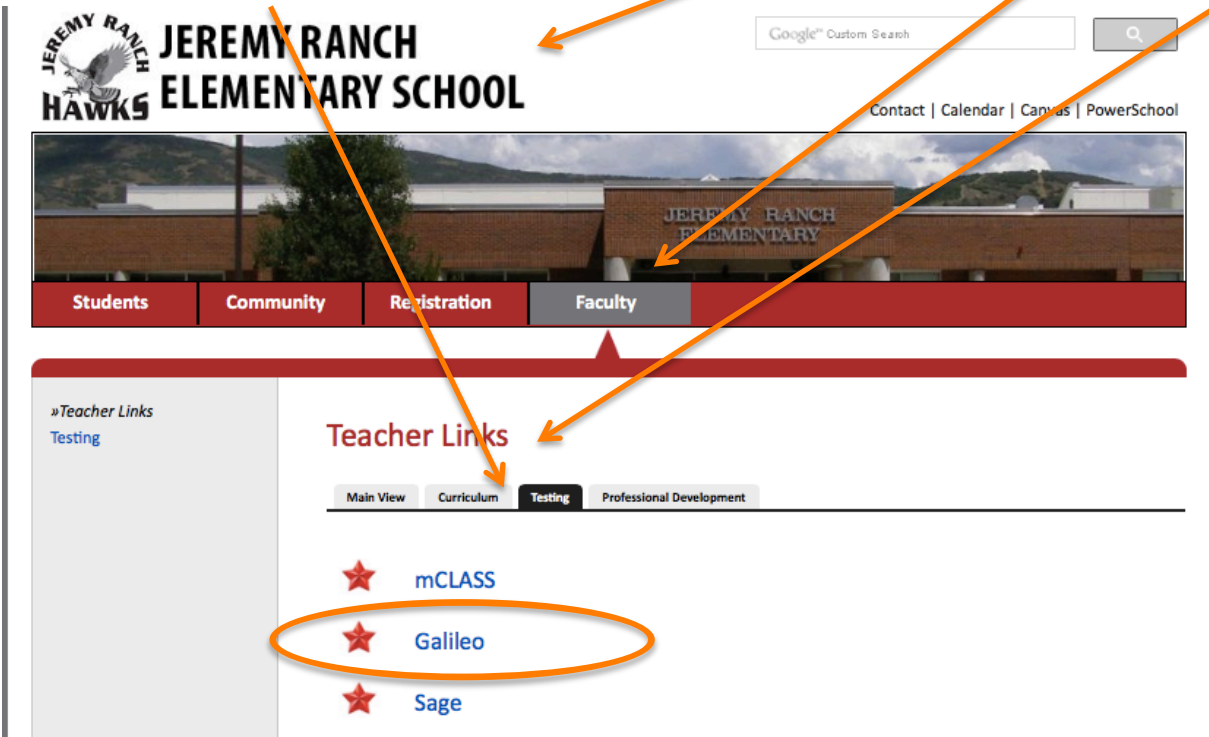 JEREMY RANCH
HAWKS
JEREMY RANCH
ELEMENTARY SCHOOL
Google™ Custom Search
Contact | Calendar | Canvas | PowerSchool
JEREMY RANCH
ELEMENTARY
Students Community Registration Faculty
»Teacher Links
Testing
Teacher Links
Main View Curriculum Testing Professional Development
mCLASS
Galileo
Sage